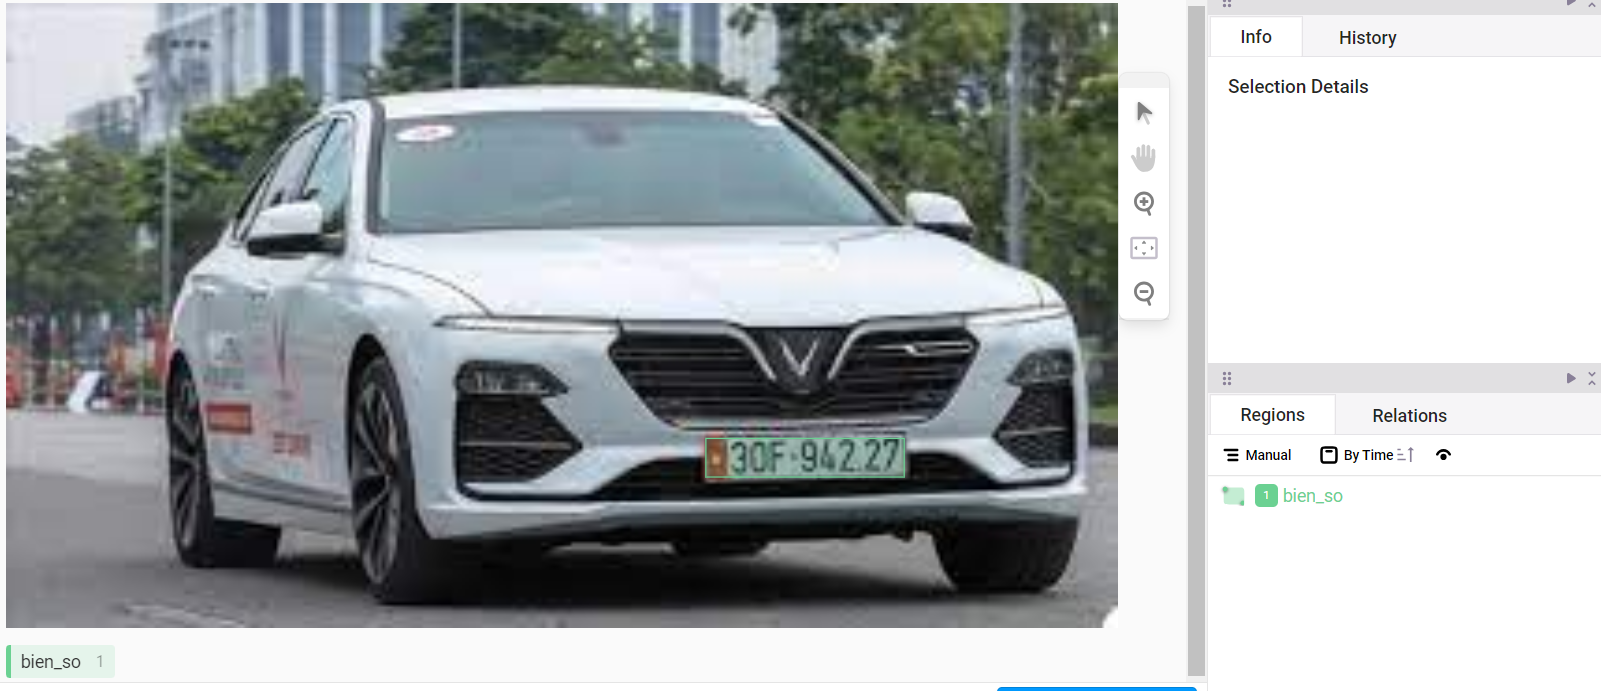 Info
History
Selection Details
30F-942.27
Regions
Relations
Manual
By Time
1 bien_so
bien_so 1